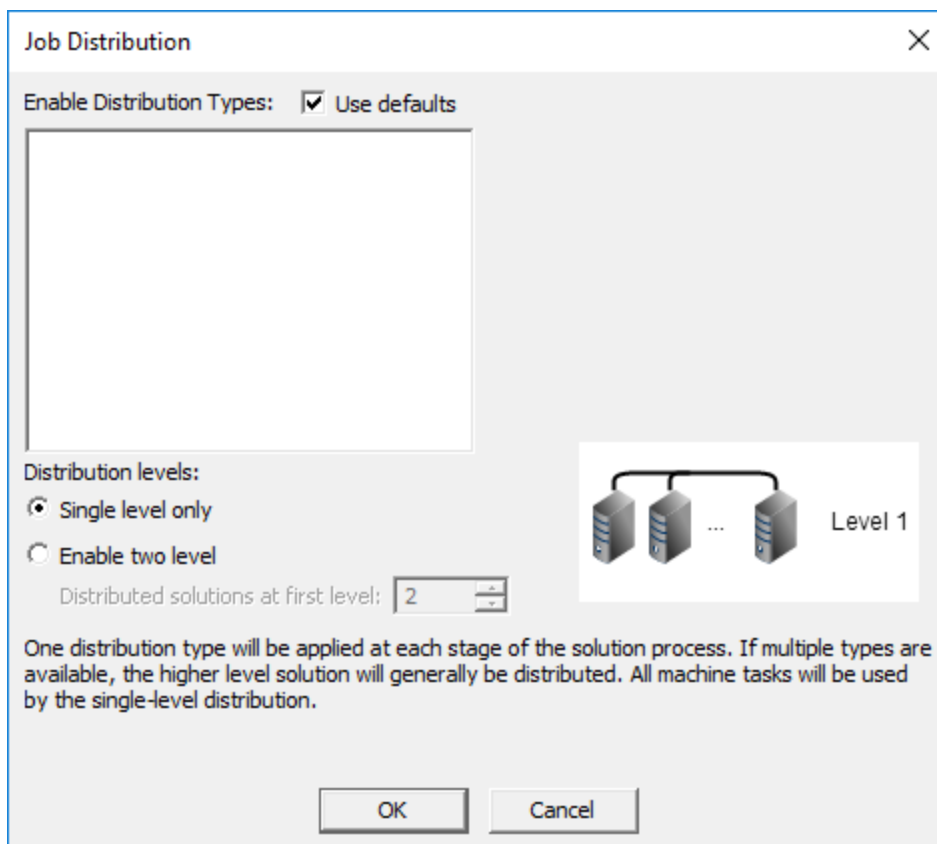 Job Distribution
Enable Distribution Types: Use defaults
Distribution levels:
Single level only
... Level 1
Enable two level
Distributed solutions at first level: 2
One distribution type will be applied at each stage of the solution process. If multiple types are
available, the higher level solution will generally be distributed. All machine tasks will be used
by the single-level distribution.
OK Cancel